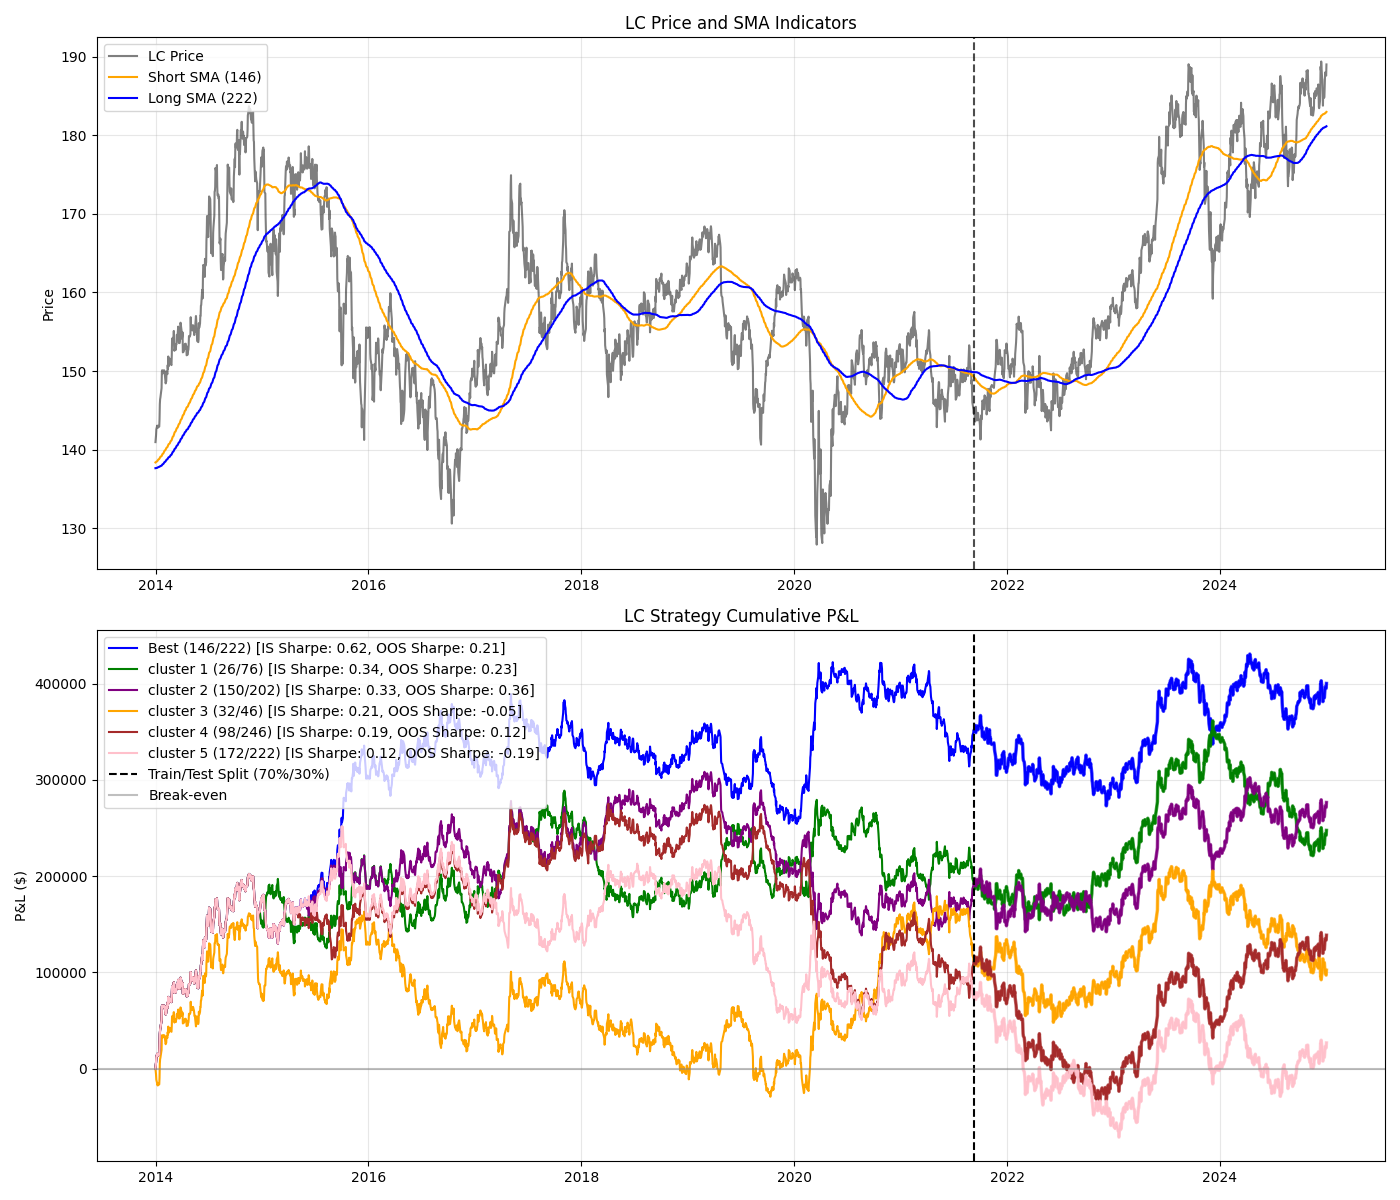 LC Price and SMA Indicators
190
180
170
160
150
140
130
Price
LC Price
Short SMA (146)
Long SMA (222)
2014
2016
2018
2020
2022
2024
LC Strategy Cumulative P&L
400000
300000
200000
100000
0
P&L ($)
Best (146/222) [IS Sharpe: 0.62, OOS Sharpe: 0.21]
cluster 1 (26/76) [IS Sharpe: 0.34, OOS Sharpe: 0.23]
cluster 2 (150/202) [IS Sharpe: 0.33, OOS Sharpe: 0.36]
cluster 3 (32/46) [IS Sharpe: 0.21, OOS Sharpe: -0.05]
cluster 4 (98/246) [IS Sharpe: 0.19, OOS Sharpe: 0.12]
cluster 5 (172/222) [IS Sharpe: 0.12, OOS Sharpe: -0.19]
Train/Test Split (70%/30%)
Break-even
2014
2016
2018
2020
2022
2024